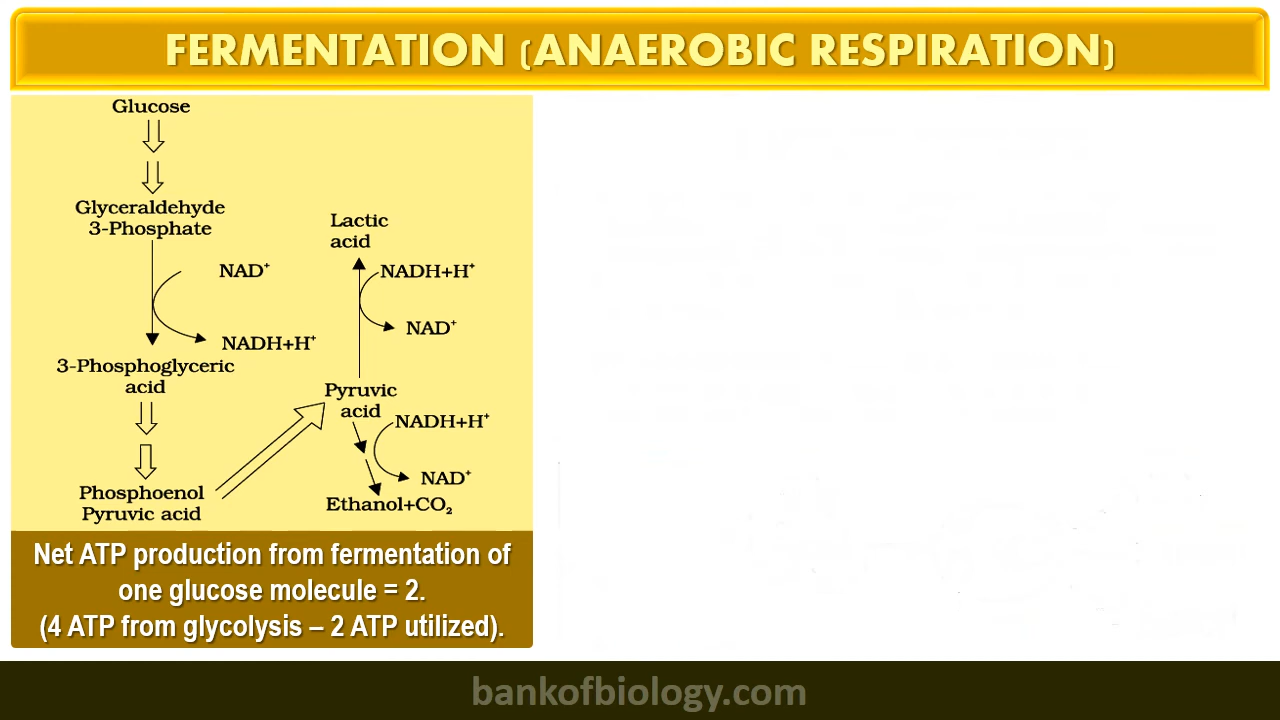 FERMENTATION (ANAEROBIC RESPIRATION)
Glucose
Glyceraldehyde
3-Phosphate
NAD⁺
NADH+H⁺
3-Phosphoglyceric
acid
Phosphoenol
Pyruvic acid
Lactic
acid
NADH+H⁺
NAD⁺
Pyruvic
acid
NADH+H⁺
NAD⁺
Ethanol+CO₂
Net ATP production from fermentation of
one glucose molecule = 2.
(4 ATP from glycolysis – 2 ATP utilized).
bankofbiology.com